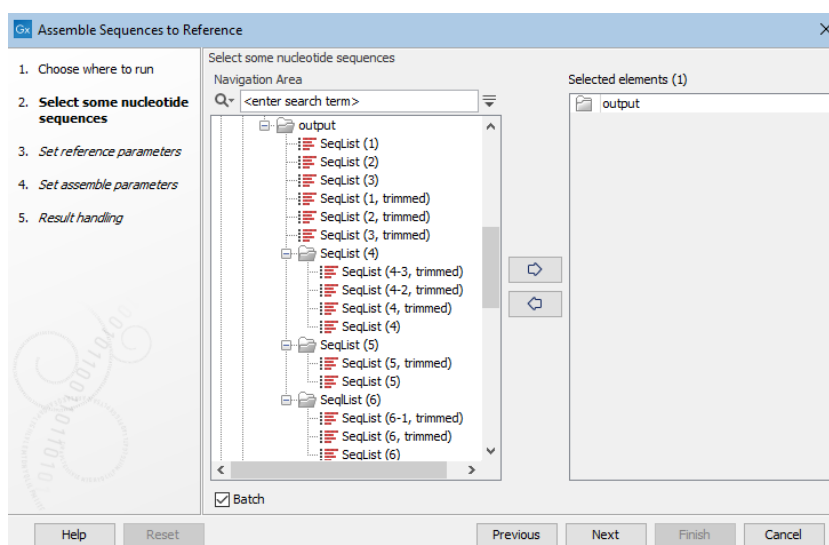 Gx Assemble Sequences to Reference
1. Choose where to run
2. Select some nucleotide
sequences
3. Set reference parameters
4. Set assemble parameters
5. Result handling
Select some nucleotide sequences
Navigation Area
<enter search term>
output
SeqList (1)
SeqList (2)
SeqList (3)
SeqList (1, trimmed)
SeqList (2, trimmed)
SeqList (3, trimmed)
SeqList (4)
SeqList (4-3, trimmed)
SeqList (4-2, trimmed)
SeqList (4, trimmed)
SeqList (4)
SeqList (5)
SeqList (5, trimmed)
SeqList (5)
SeqlList (6)
SeqList (6-1, trimmed)
SeqList (6, trimmed)
SeqList (6)
Batch
Selected elements (1)
output
Help
Reset
Previous
Next
Finish
Cancel